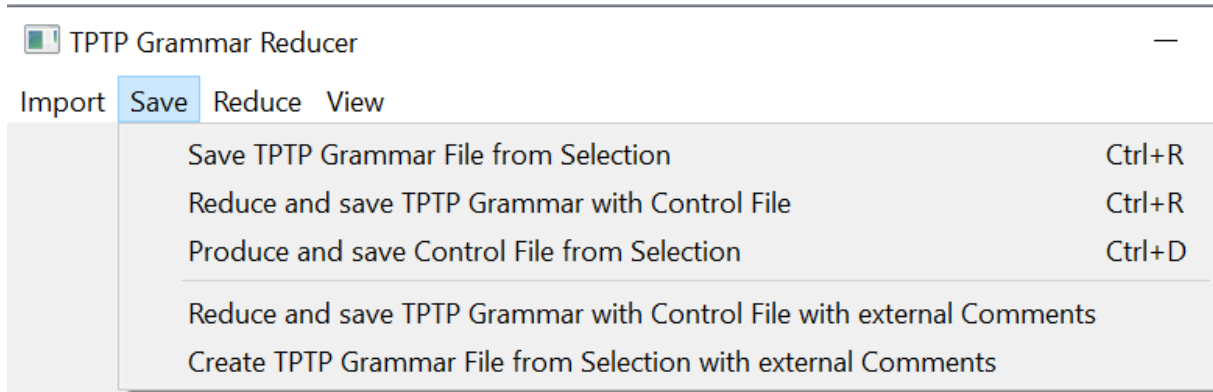 TPTP Grammar Reducer
Import Save Reduce View
Save TPTP Grammar File from Selection Ctrl+R
Reduce and save TPTP Grammar with Control File Ctrl+R
Produce and save Control File from Selection Ctrl+D
Reduce and save TPTP Grammar with Control File with external Comments
Create TPTP Grammar File from Selection with external Comments